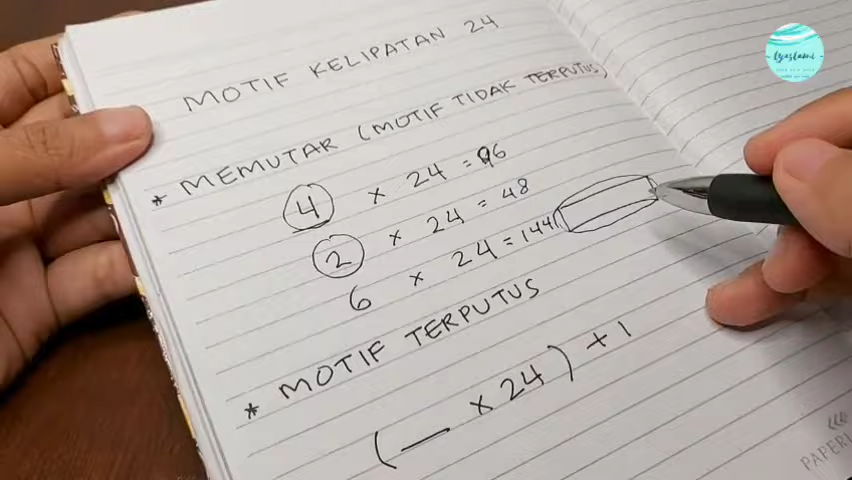 MOTIF KELIPATAN 24
* MEMUTAR (MOTIF TIDAK TERPUTUS)
4 x 24 = 96
2 x 24 = 48
6 x 24 = 144
* MOTIF TERPUTUS
(__ x 24) + 1